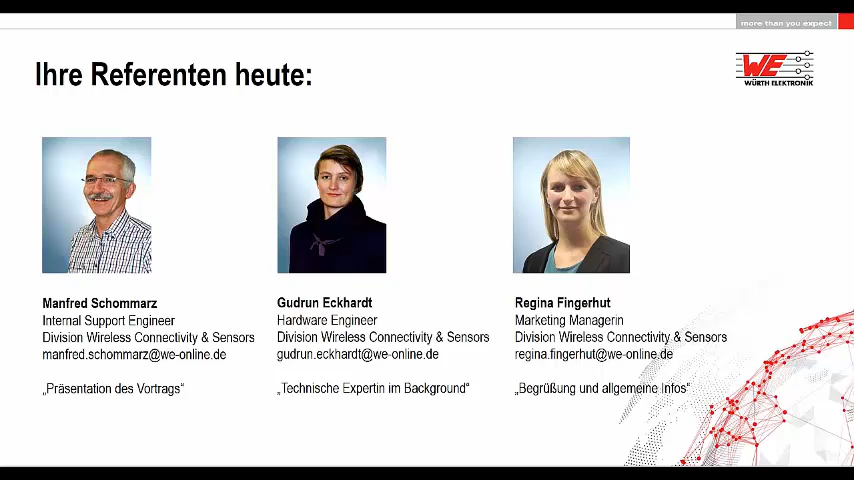 more than you expect
Ihre Referenten heute:
WE
WÜRTH ELEKTRONIK
Manfred Schommarz
Internal Support Engineer
Division Wireless Connectivity & Sensors
manfred.schommarz@we-online.de
„Präsentation des Vortrags“
Gudrun Eckhardt
Hardware Engineer
Division Wireless Connectivity & Sensors
gudrun.eckhardt@we-online.de
„Technische Expertin im Background“
Regina Fingerhut
Marketing Managerin
Division Wireless Connectivity & Sensors
regina.fingerhut@we-online.de
„Begrüßung und allgemeine Infos“